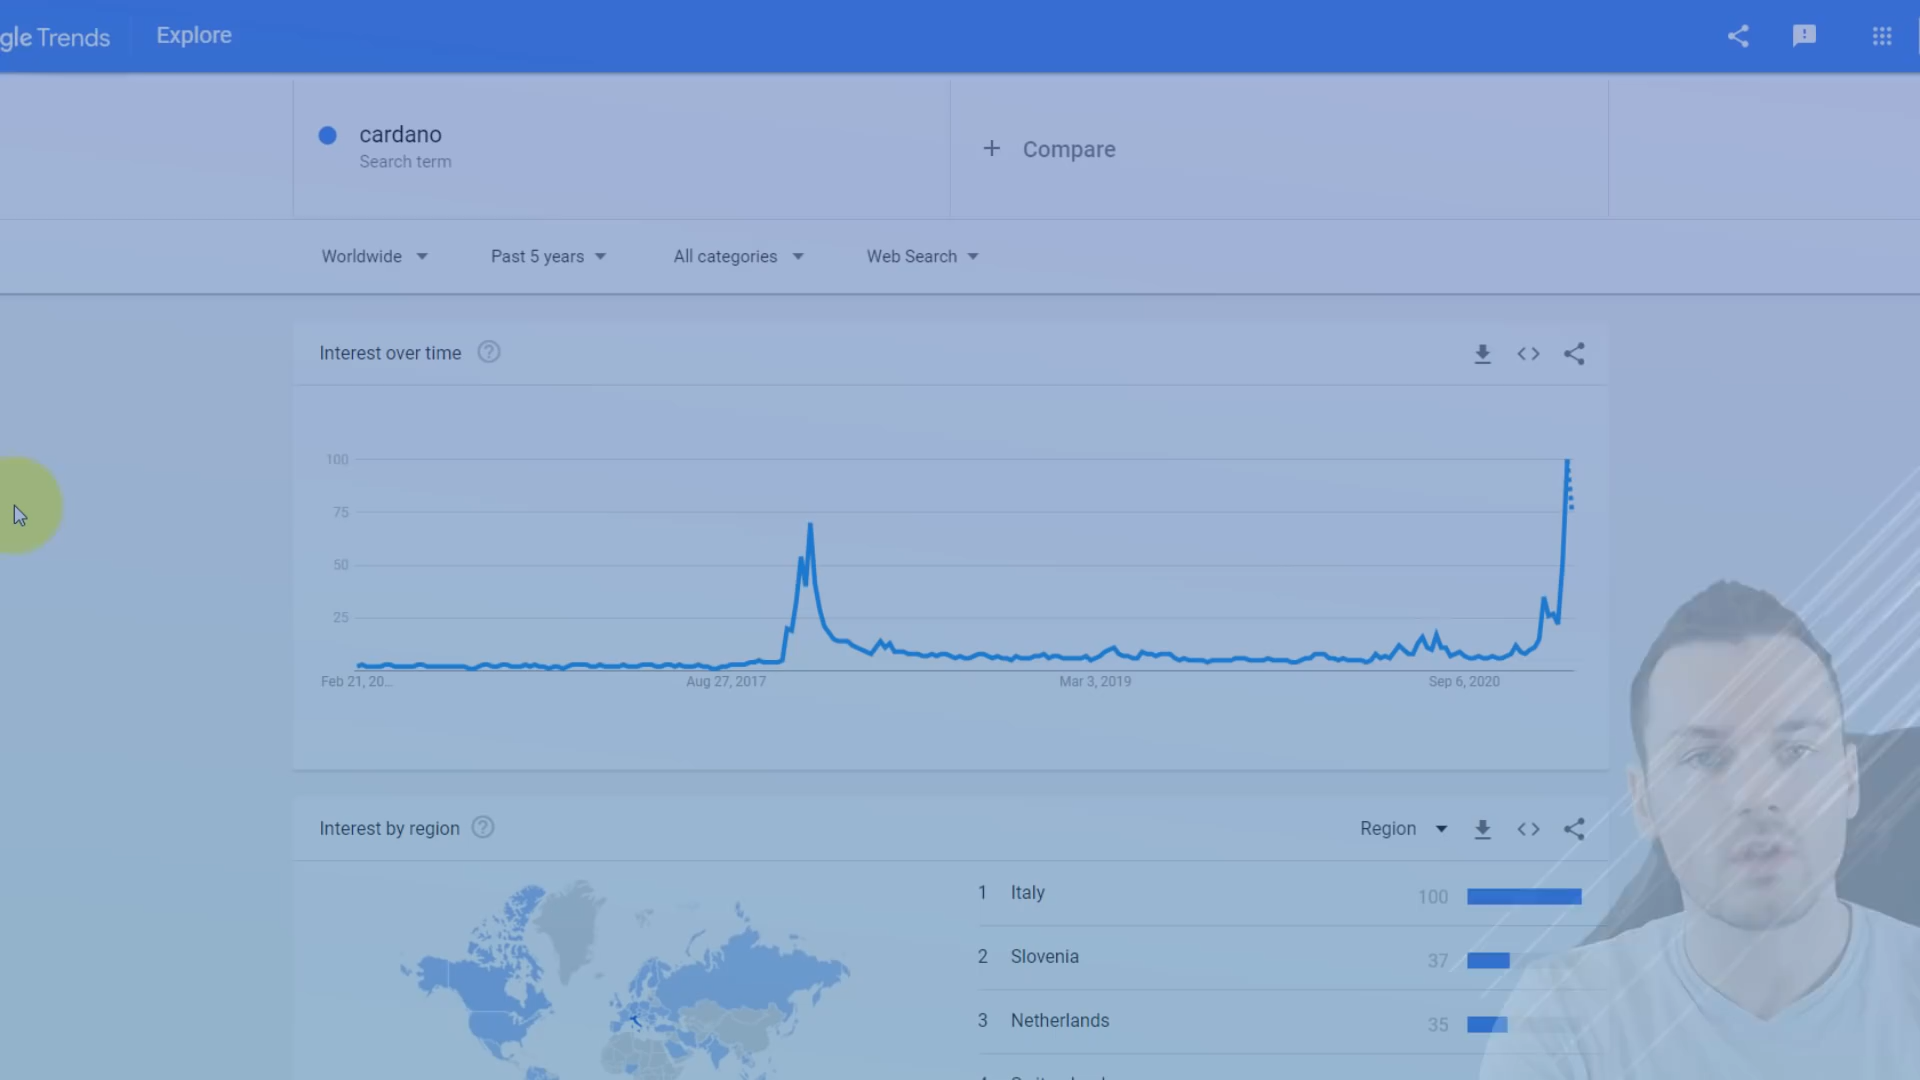 gle Trends
Explore
cardano
Search term
+ Compare
Worldwide
Past 5 years
All categories
Web Search
Interest over time
100
75
50
25
Feb 21, 20...
Aug 27, 2017
Mar 3, 2019
Sep 6, 2020
Interest by region
Region
1 Italy 100
2 Slovenia 37
3 Netherlands 35